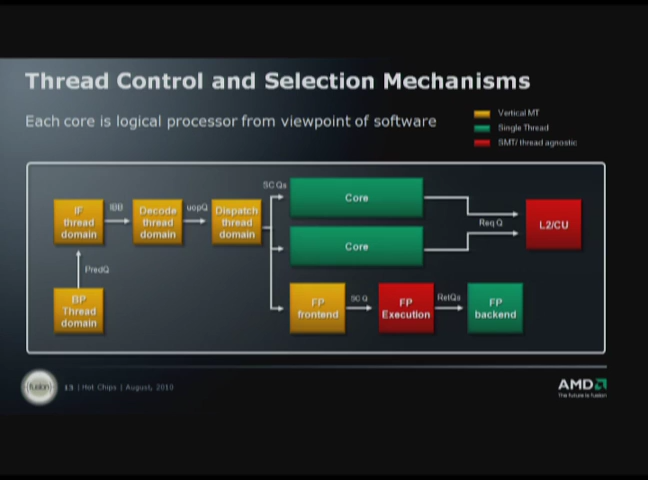 Thread Control and Selection Mechanisms
Each core is logical processor from viewpoint of software
Vertical MT
Single Thread
SMT/ thread agnostic
SC Qs
Core
IF
thread
domain
IBB
Decode
thread
domain
uopQ
Dispatch
thread
domain
Core
Req Q
L2/CU
PredQ
BP
Thread
domain
FP
frontend
SC Q
FP
Execution
RetQs
FP
backend
fusion
13 | Hot Chips | August, 2010
AMD
The future is fusion